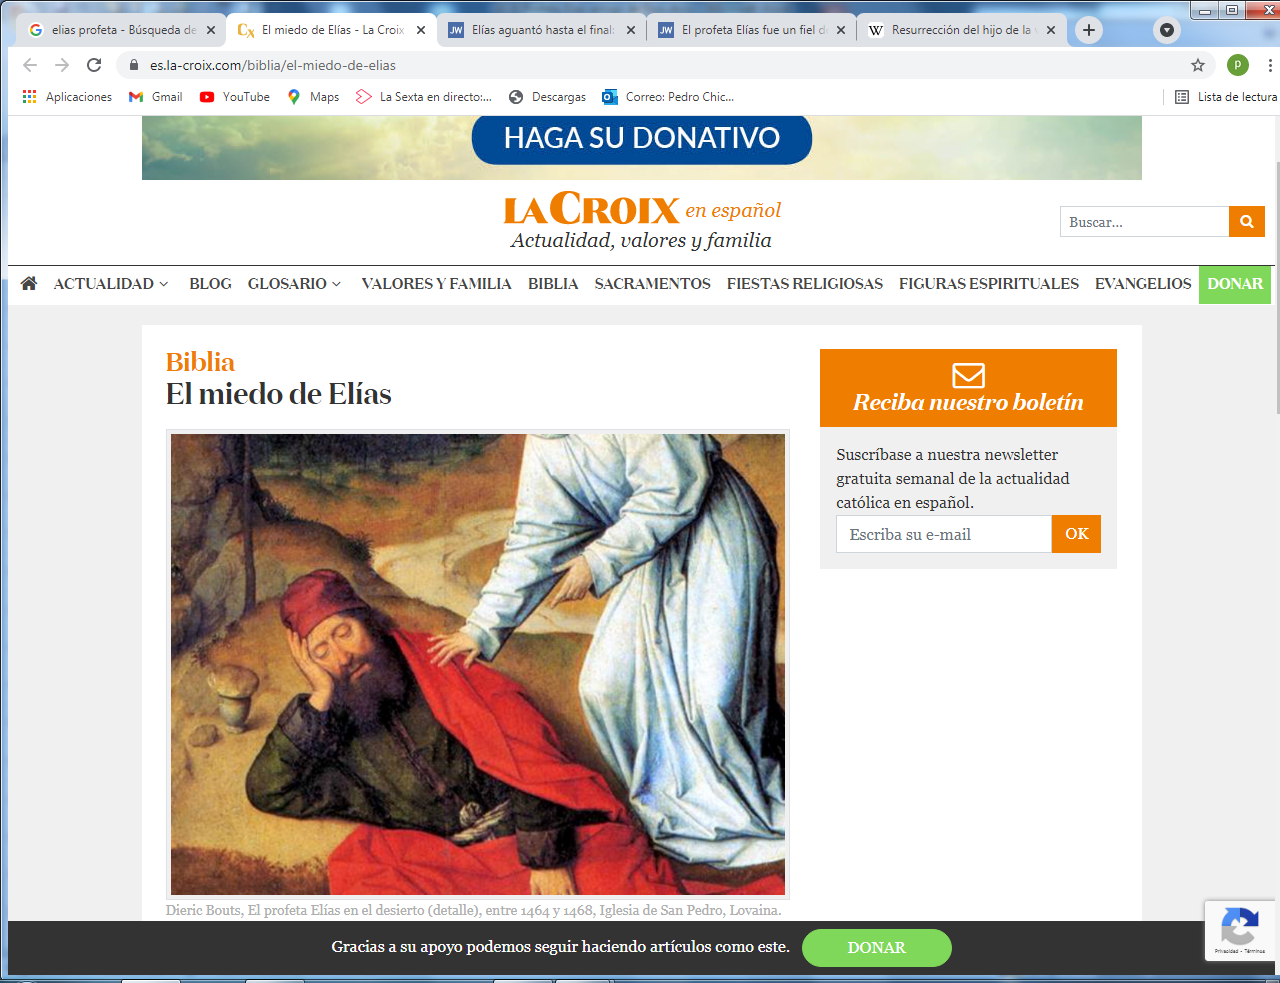 elias profeta - Búsqueda de
El miedo de Elías - La Croix
Elías aguantó hasta el final:
El profeta Elías fue un fiel de
Resurrección del hijo de la v
es.la-croix.com/biblia/el-miedo-de-elias
P
Aplicaciones
Gmail
YouTube
Maps
La Sexta en directo:...
Descargas
Correo: Pedro Chic...
Lista de lectura
HAGA SU DONATIVO
LA CROIX en español
Actualidad, valores y familia
Buscar...
ACTUALIDAD
BLOG
GLOSARIO
VALORES Y FAMILIA
BIBLIA
SACRAMENTOS
FIESTAS RELIGIOSAS
FIGURAS ESPIRITUALES
EVANGELIOS
DONAR
Biblia
El miedo de Elías
Dieric Bouts, El profeta Elías en el desierto (detalle), entre 1464 y 1468, Iglesia de San Pedro, Lovaina.
Reciba nuestro boletín
Suscríbase a nuestra newsletter
gratuita semanal de la actualidad
católica en español.
Escriba su e-mail
OK
Gracias a su apoyo podemos seguir haciendo artículos como este.
DONAR
Privacidad - Términos